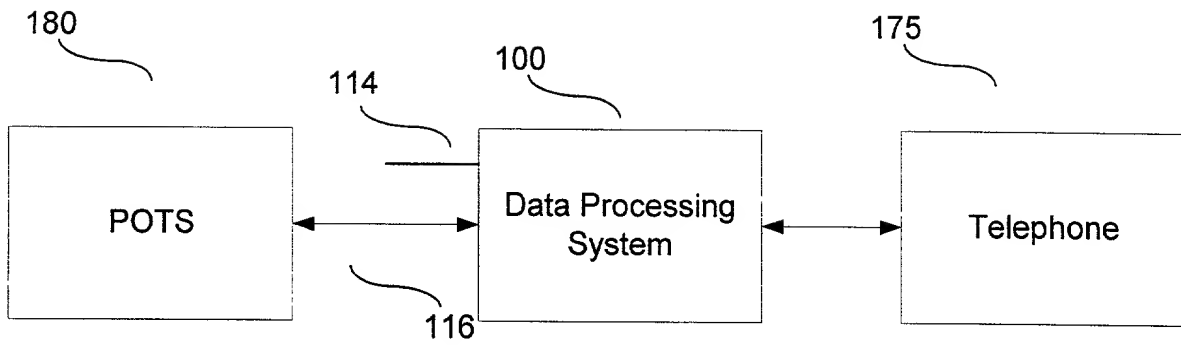 180
175
100
114
POTS
Data Processing
System
Telephone
116